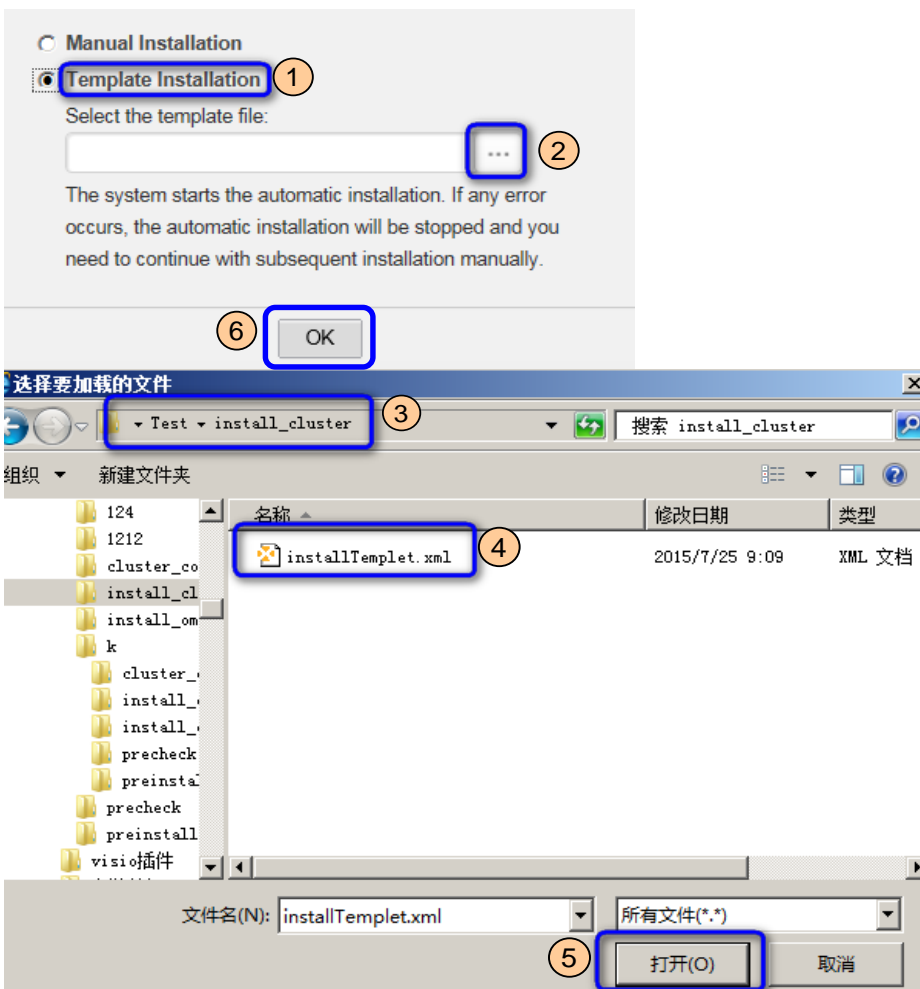 Manual Installation
Template Installation 1
Select the template file:
... 2
The system starts the automatic installation. If any error
occurs, the automatic installation will be stopped and you
need to continue with subsequent installation manually.
6 OK
选择要加载的文件
Test install_cluster 3 搜索 install_cluster
组织 新建文件夹
124
1212
cluster_co
install_cl
install_om
k
cluster_
install_
install_
precheck
preinstal
precheck
preinstall
visio插件
名称 修改日期 类型
installTemplet.xml 4 2015/7/25 9:09 XML 文档
文件名(N): installTemplet.xml 所有文件(*.*)
5 打开(O) 取消